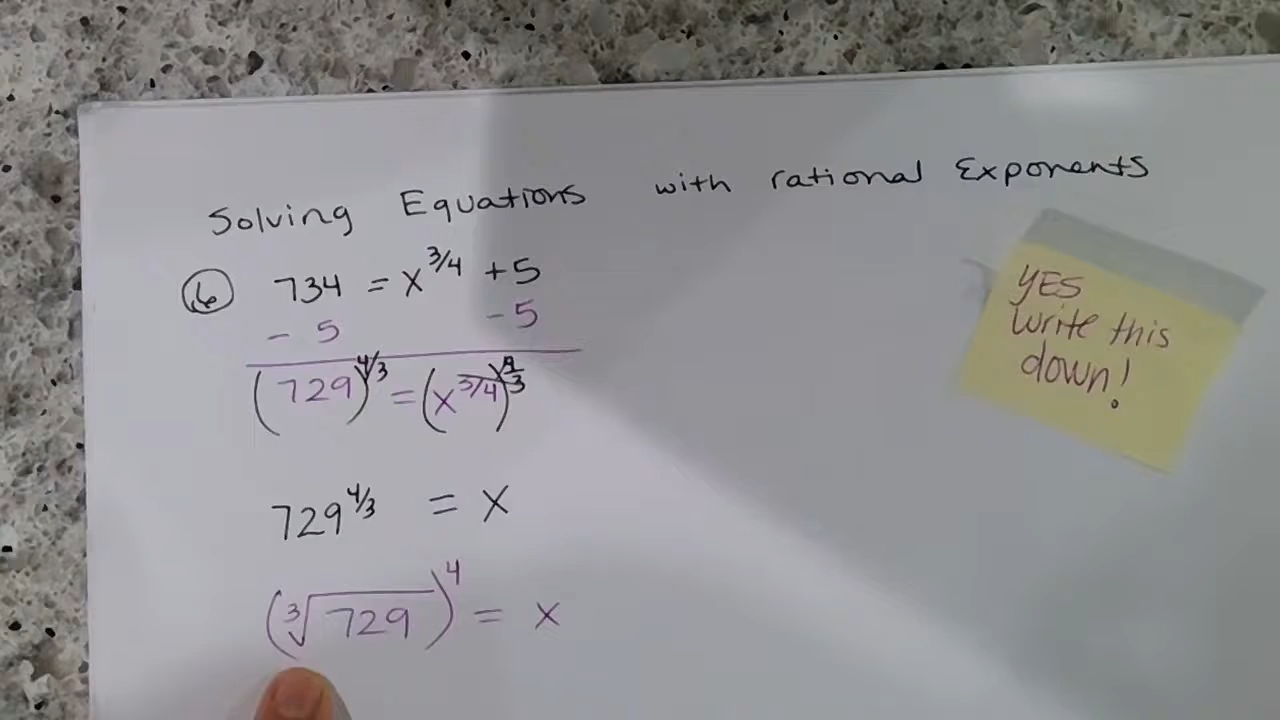 Solving Equations with rational Exponents
6 734 = x^3/4 + 5
- 5 - 5
(729)^4/3 = (x^3/4)^4/3
729^4/3 = x
(∛729)^4 = x
YES
write this
down!